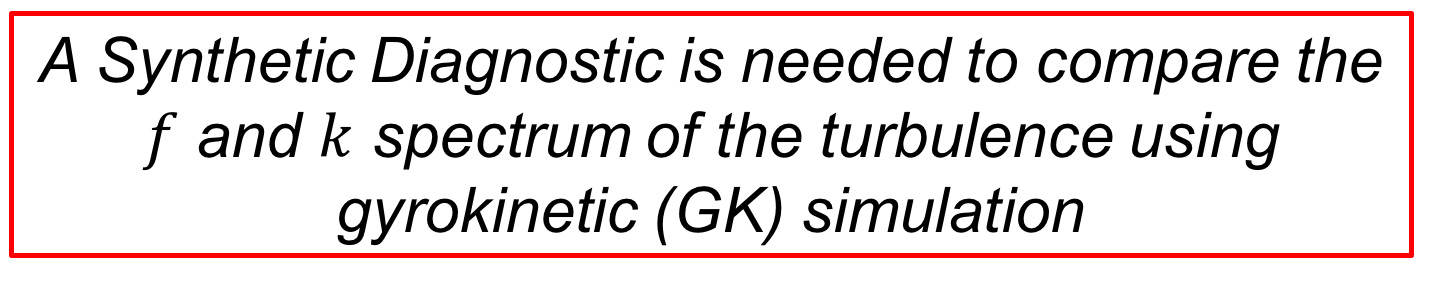 A Synthetic Diagnostic is needed to compare the
f and k spectrum of the turbulence using
gyrokinetic (GK) simulation